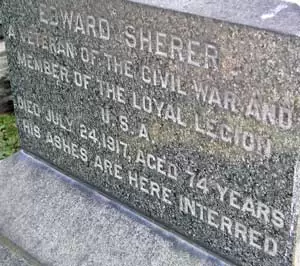 EDWARD SHERER
A VETERAN OF THE CIVIL WAR AND
MEMBER OF THE LOYAL LEGION
U. S. A
DIED JULY 24, 1917, AGED 74 YEARS
HIS ASHES ARE HERE INTERRED